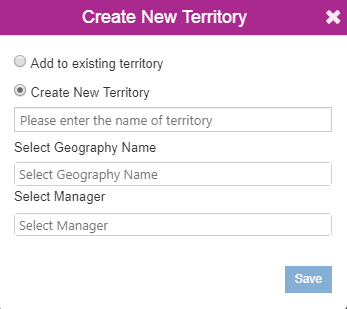 Create New Territory
Add to existing territory
Create New Territory
Please enter the name of territory
Select Geography Name
Select Geography Name
Select Manager
Select Manager
Save